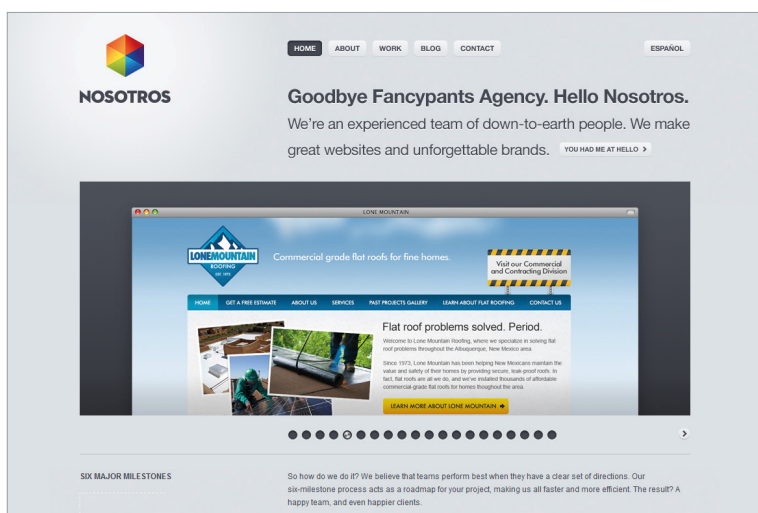 HOME ABOUT WORK BLOG CONTACT ESPAÑOL
NOSOTROS
Goodbye Fancypants Agency. Hello Nosotros.
We're an experienced team of down-to-earth people. We make
great websites and unforgettable brands. YOU HAD ME AT HELLO
LONE MOUNTAIN
LONEMOUNTAIN
ROOFING
EST. 1973
Commercial grade flat roofs for fine homes.
Visit our Commercial
and Contracting Division
HOME GET A FREE ESTIMATE ABOUT US SERVICES PAST PROJECTS GALLERY LEARN ABOUT FLAT ROOFING CONTACT US
Flat roof problems solved. Period.
Welcome to Lone Mountain Roofing, where we specialize in solving flat
roof problems throughout the Albuquerque, New Mexico area.
Since 1973, Lone Mountain has been helping New Mexicans maintain the
value and safety of their homes by providing secure, leak-proof roofs. In
fact, flat roofs are all we do, and we've installed thousands of affordable
commercial-grade flat roofs for homes thoughout the area.
LEARN MORE ABOUT LONE MOUNTAIN
SIX MAJOR MILESTONES
So how do we do it? We believe that teams perform best when they have a clear set of directions. Our
six-milestone process acts as a roadmap for your project, making us all faster and more efficient. The result? A
happy team, and even happier clients.